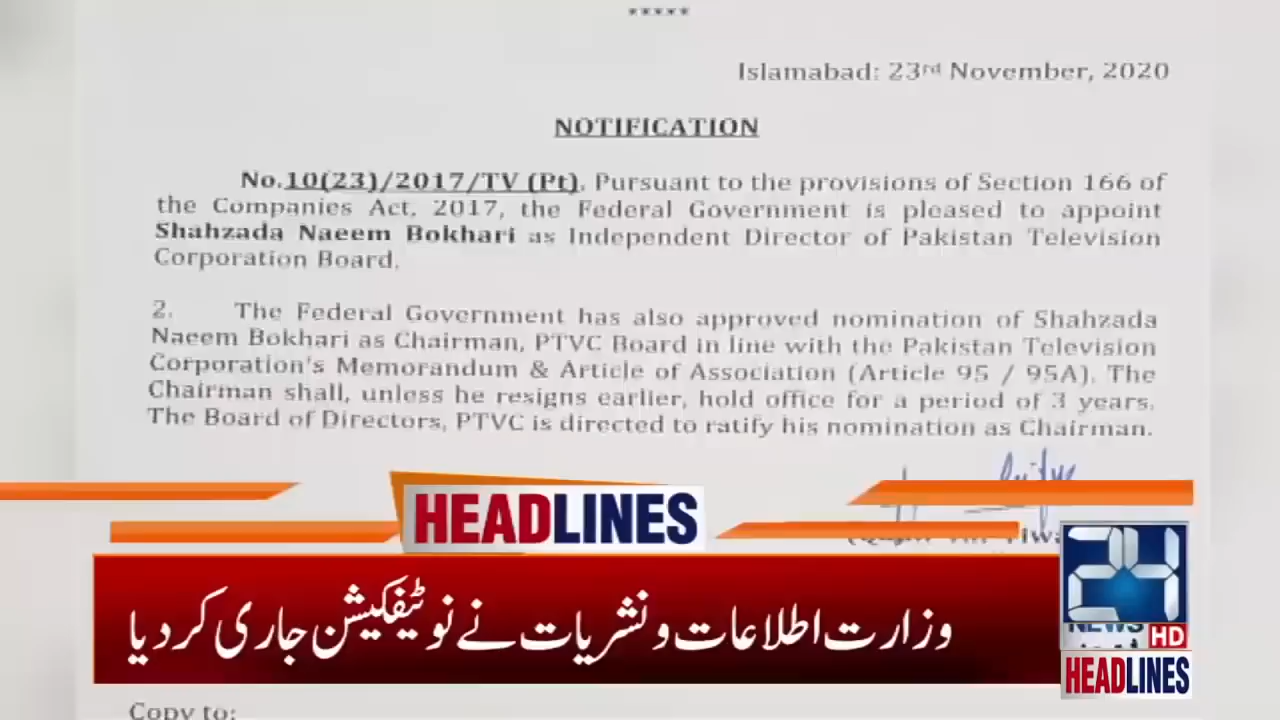 *****
Islamabad: 23rd November, 2020
NOTIFICATION
No.10(23)/2017/TV (Pt). Pursuant to the provisions of Section 166 of
the Companies Act, 2017, the Federal Government is pleased to appoint
Shahzada Naeem Bokhari as Independent Director of Pakistan Television
Corporation Board.
2. The Federal Government has also approved nomination of Shahzada
Naeem Bokhari as Chairman, PTVC Board in line with the Pakistan Television
Corporation's Memorandum & Article of Association (Article 95 / 95A). The
Chairman shall, unless he resigns earlier, hold office for a period of 3 years.
The Board of Directors, PTVC is directed to ratify his nomination as Chairman.
HEADLINES
وزارت اطلاعات و نشریات نے نوٹیفکیشن جاری کر دیا
24
NEWS
HD
HEADLINES
Copy to: